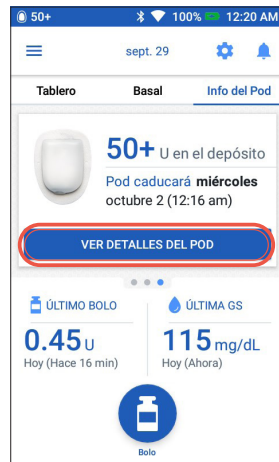 50+ 100% 12:20 AM
sept. 29
Tablero Basal Info del Pod
50+ U en el depósito
Pod caducará miércoles
octubre 2 (12:16 am)
VER DETALLES DEL POD
ÚLTIMO BOLO ÚLTIMA GS
0.45 U 115 mg/dL
Hoy (Hace 16 min) Hoy (Ahora)
Bolo